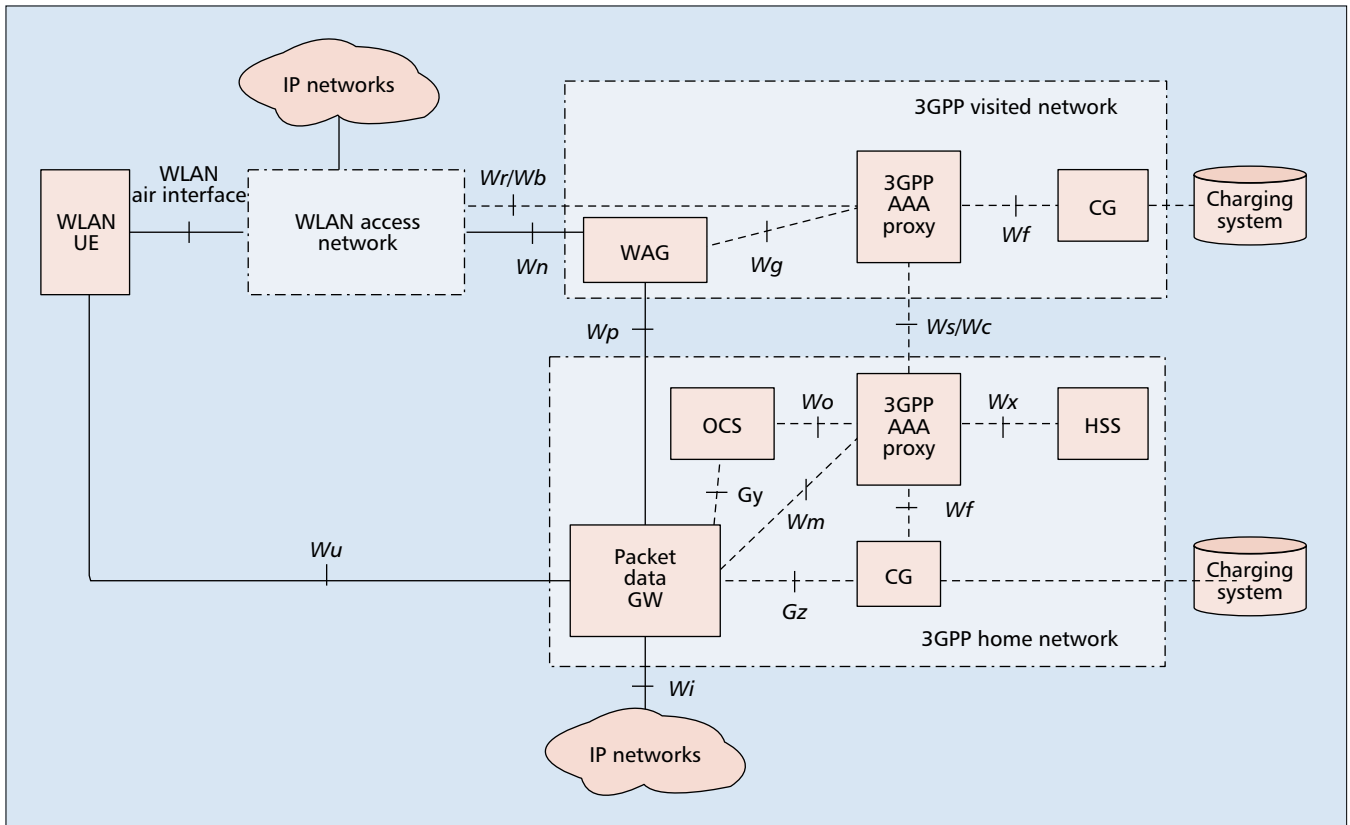 IP networks
3GPP visited network
WLAN
air interface
Wr/Wb
WLAN
UE
WLAN access
network
3GPP
AAA
proxy
CG
Charging
system
Wf
WAG
Wg
Wn
Wp
Ws/Wc
OCS
Wo
3GPP
AAA
proxy
Wx
HSS
Gy
Wm
Wf
Wu
Packet
data
GW
Gz
CG
Charging
system
3GPP home network
Wi
IP networks